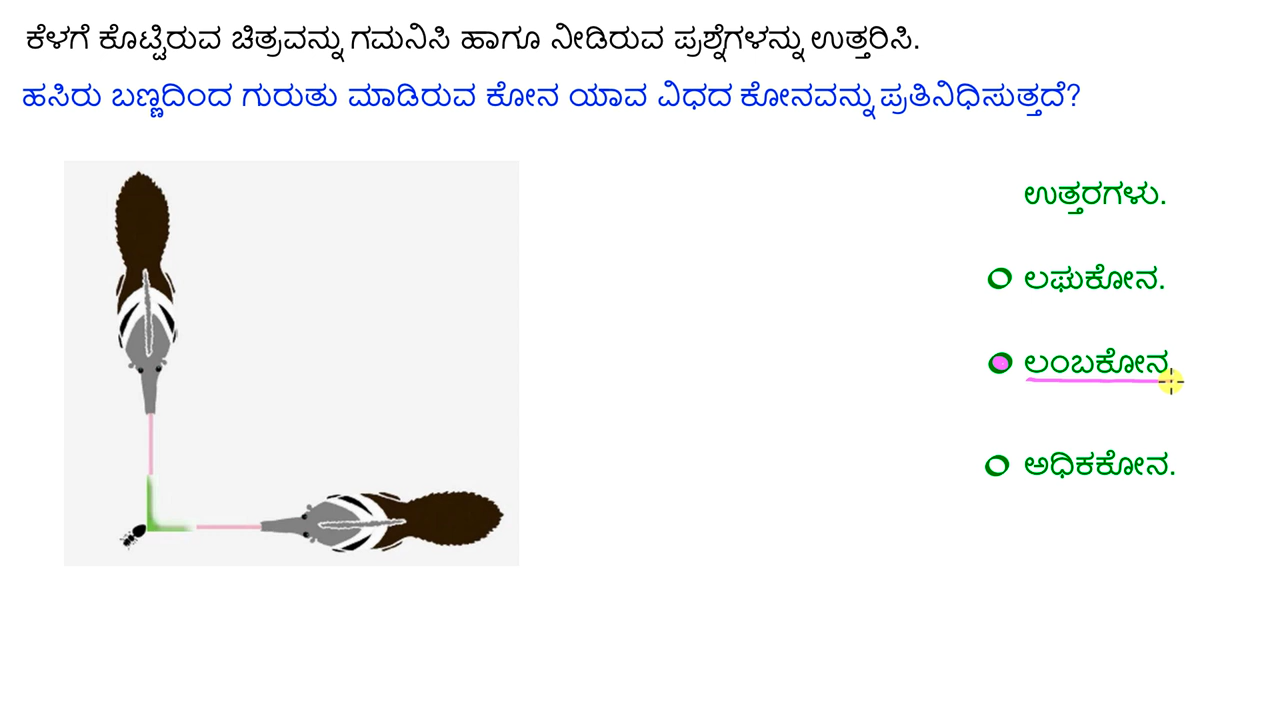 ಕೆಳಗೆ ಕೊಟ್ಟಿರುವ ಚಿತ್ರವನ್ನು ಗಮನಿಸಿ ಹಾಗೂ ನೀಡಿರುವ ಪ್ರಶ್ನೆಗಳನ್ನು ಉತ್ತರಿಸಿ.
ಹಸಿರು ಬಣ್ಣದಿಂದ ಗುರುತು ಮಾಡಿರುವ ಕೋನ ಯಾವ ವಿಧದ ಕೋನವನ್ನು ಪ್ರತಿನಿಧಿಸುತ್ತದೆ?
ಉತ್ತರಗಳು.
ಲಘುಕೋನ.
ಲಂಬಕೋನ.
ಅಧಿಕಕೋನ.